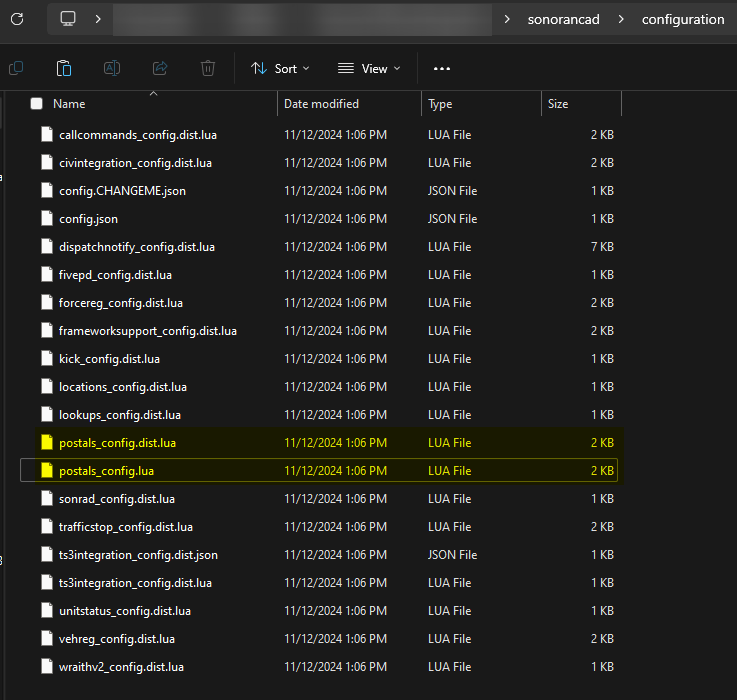 sonorancad configuration
Sort View
Name Date modified Type Size
callcommands_config.dist.lua 11/12/2024 1:06 PM LUA File 2 KB
civintegration_config.dist.lua 11/12/2024 1:06 PM LUA File 2 KB
config.CHANGEME.json 11/12/2024 1:06 PM JSON File 1 KB
config.json 11/12/2024 1:06 PM JSON File 1 KB
dispatchnotify_config.dist.lua 11/12/2024 1:06 PM LUA File 7 KB
fivepd_config.dist.lua 11/12/2024 1:06 PM LUA File 1 KB
forcereg_config.dist.lua 11/12/2024 1:06 PM LUA File 2 KB
frameworksupport_config.dist.lua 11/12/2024 1:06 PM LUA File 2 KB
kick_config.dist.lua 11/12/2024 1:06 PM LUA File 1 KB
locations_config.dist.lua 11/12/2024 1:06 PM LUA File 1 KB
lookups_config.dist.lua 11/12/2024 1:06 PM LUA File 1 KB
postals_config.dist.lua 11/12/2024 1:06 PM LUA File 2 KB
postals_config.lua 11/12/2024 1:06 PM LUA File 2 KB
sonrad_config.dist.lua 11/12/2024 1:06 PM LUA File 1 KB
trafficstop_config.dist.lua 11/12/2024 1:06 PM LUA File 2 KB
ts3integration_config.dist.json 11/12/2024 1:06 PM JSON File 1 KB
ts3integration_config.dist.lua 11/12/2024 1:06 PM LUA File 1 KB
unitstatus_config.dist.lua 11/12/2024 1:06 PM LUA File 1 KB
vehreg_config.dist.lua 11/12/2024 1:06 PM LUA File 2 KB
wraithv2_config.dist.lua 11/12/2024 1:06 PM LUA File 1 KB